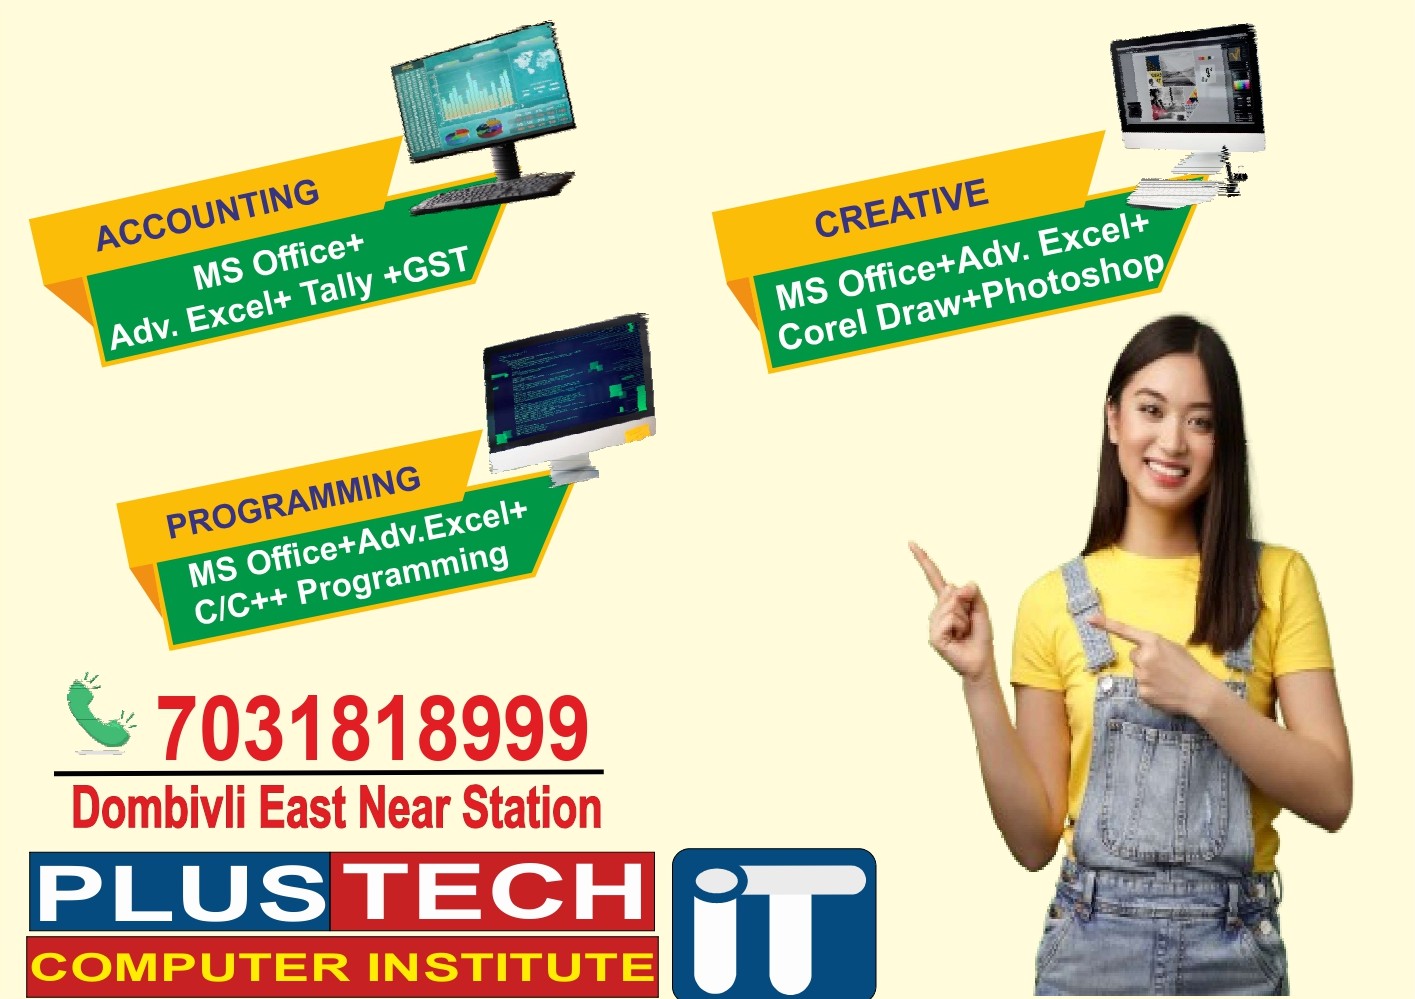 ACCOUNTING
MS Office+
Adv. Excel+ Tally +GST
CREATIVE
MS Office+Adv. Excel+
Corel Draw+Photoshop
PROGRAMMING
MS Office+Adv.Excel+
C/C++ Programming
7031818999
Dombivli East Near Station
PLUSTECH
COMPUTER INSTITUTE
iT